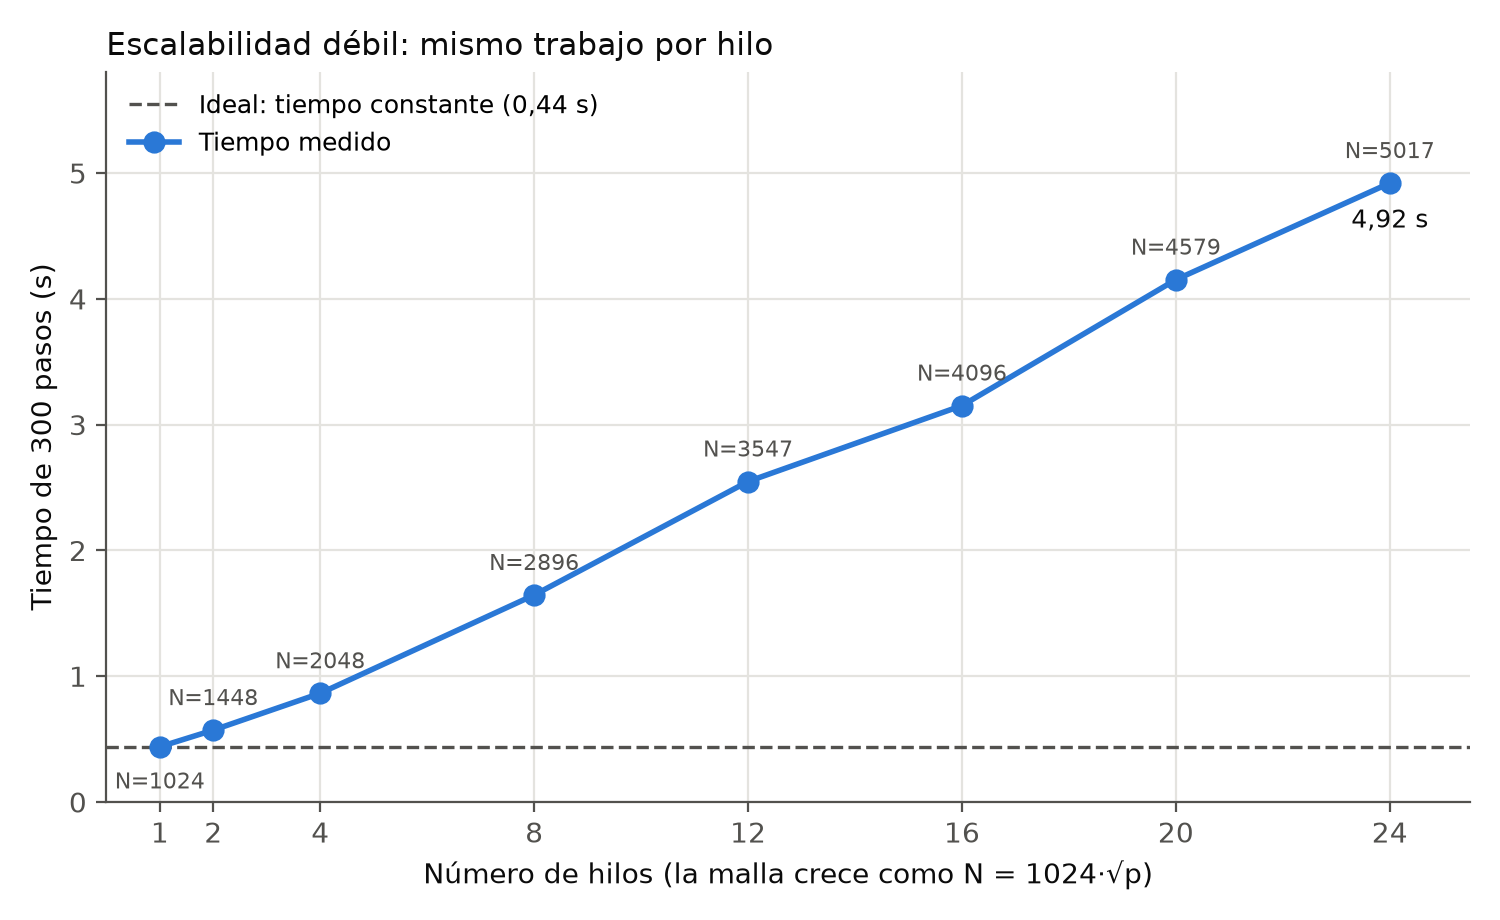 Escalabilidad débil: mismo trabajo por hilo
Ideal: tiempo constante (0,44 s)
Tiempo medido
N=5017
5
4,92 s
N=4579
4
N=4096
3
N=3547
2
N=2896
1
N=2048
N=1448
N=1024
0
Tiempo de 300 pasos (s)
1 2 4 8 12 16 20 24
Número de hilos (la malla crece como N = 1024·√p)